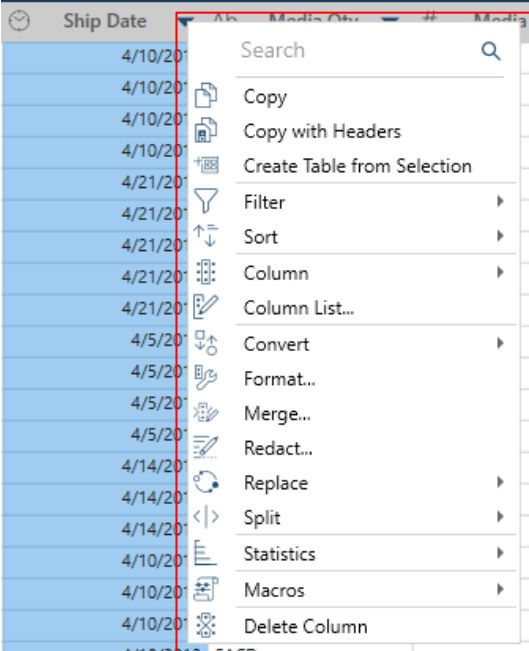 Ship Date Ab Media Qty # Media
Search
4/10/201
4/10/201 Copy
4/10/201 Copy with Headers
4/10/201 Create Table from Selection
4/21/201
4/21/201 Filter
4/21/201 Sort
4/21/201 Column
4/21/201 Column List...
4/5/201 Convert
4/5/201 Format...
4/5/201 Merge...
4/5/201 Redact...
4/14/201
4/14/201 Replace
4/14/201 Split
4/10/201 Statistics
4/10/201 Macros
4/10/201 Delete Column